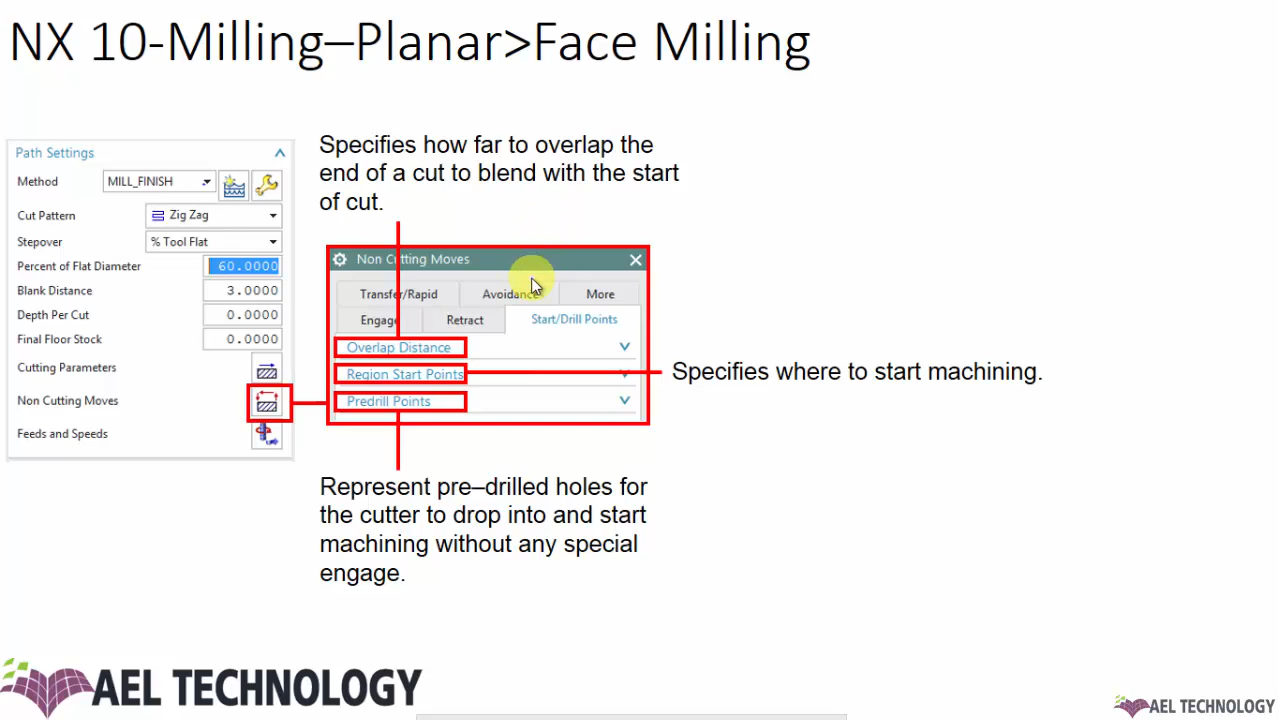 NX 10-Milling–Planar>Face Milling
Path Settings
Method MILL_FINISH
Cut Pattern Zig Zag
Stepover % Tool Flat
Percent of Flat Diameter 60.0000
Blank Distance 3.0000
Depth Per Cut 0.0000
Final Floor Stock 0.0000
Cutting Parameters
Non Cutting Moves
Feeds and Speeds
Specifies how far to overlap the
end of a cut to blend with the start
of cut.
Non Cutting Moves
Transfer/Rapid Avoidance More
Engage Retract Start/Drill Points
Overlap Distance
Region Start Points
Predrill Points
Specifies where to start machining.
Represent pre–drilled holes for
the cutter to drop into and start
machining without any special
engage.
AEL TECHNOLOGY
AEL TECHNOLOGY